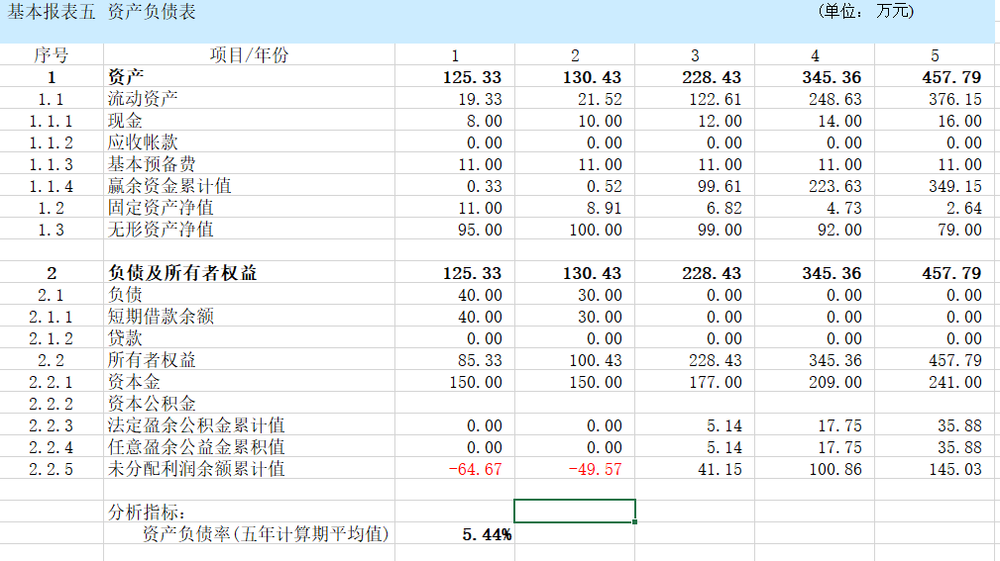 基本报表五 资产负债表 (单位： 万元)
序号 项目/年份 1 2 3 4 5
1 资产 125.33 130.43 228.43 345.36 457.79
1.1 流动资产 19.33 21.52 122.61 248.63 376.15
1.1.1 现金 8.00 10.00 12.00 14.00 16.00
1.1.2 应收帐款 0.00 0.00 0.00 0.00 0.00
1.1.3 基本预备费 11.00 11.00 11.00 11.00 11.00
1.1.4 赢余资金累计值 0.33 0.52 99.61 223.63 349.15
1.2 固定资产净值 11.00 8.91 6.82 4.73 2.64
1.3 无形资产净值 95.00 100.00 99.00 92.00 79.00
2 负债及所有者权益 125.33 130.43 228.43 345.36 457.79
2.1 负债 40.00 30.00 0.00 0.00 0.00
2.1.1 短期借款余额 40.00 30.00 0.00 0.00 0.00
2.1.2 贷款 0.00 0.00 0.00 0.00 0.00
2.2 所有者权益 85.33 100.43 228.43 345.36 457.79
2.2.1 资本金 150.00 150.00 177.00 209.00 241.00
2.2.2 资本公积金
2.2.3 法定盈余公积金累计值 0.00 0.00 5.14 17.75 35.88
2.2.4 任意盈余公益金累积值 0.00 0.00 5.14 17.75 35.88
2.2.5 未分配利润余额累计值 -64.67 -49.57 41.15 100.86 145.03
分析指标：
资产负债率(五年计算期平均值) 5.44%